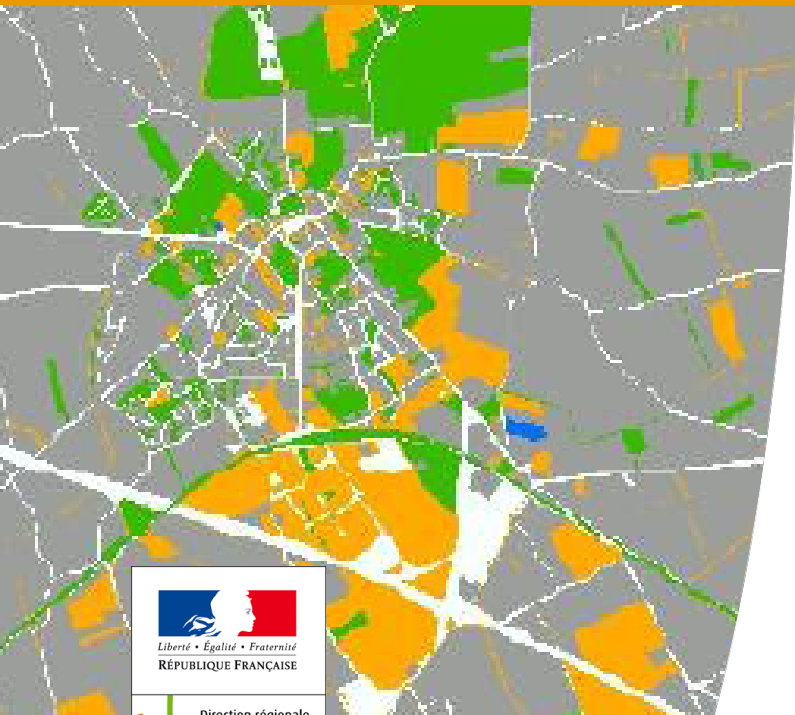 Liberté • Égalité • Fraternité
RÉPUBLIQUE FRANÇAISE
Direction régionale